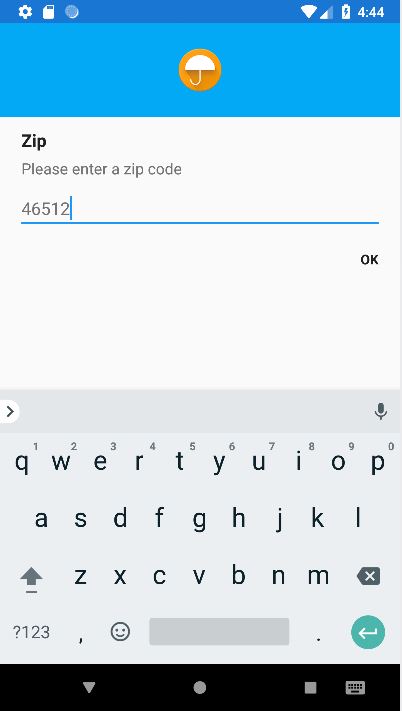 4:44
Zip
Please enter a zip code
46512
OK
1 2 3 4 5 6 7 8 9 0
q w e r t y u i o p
a s d f g h j k l
z x c v b n m
?123 , .